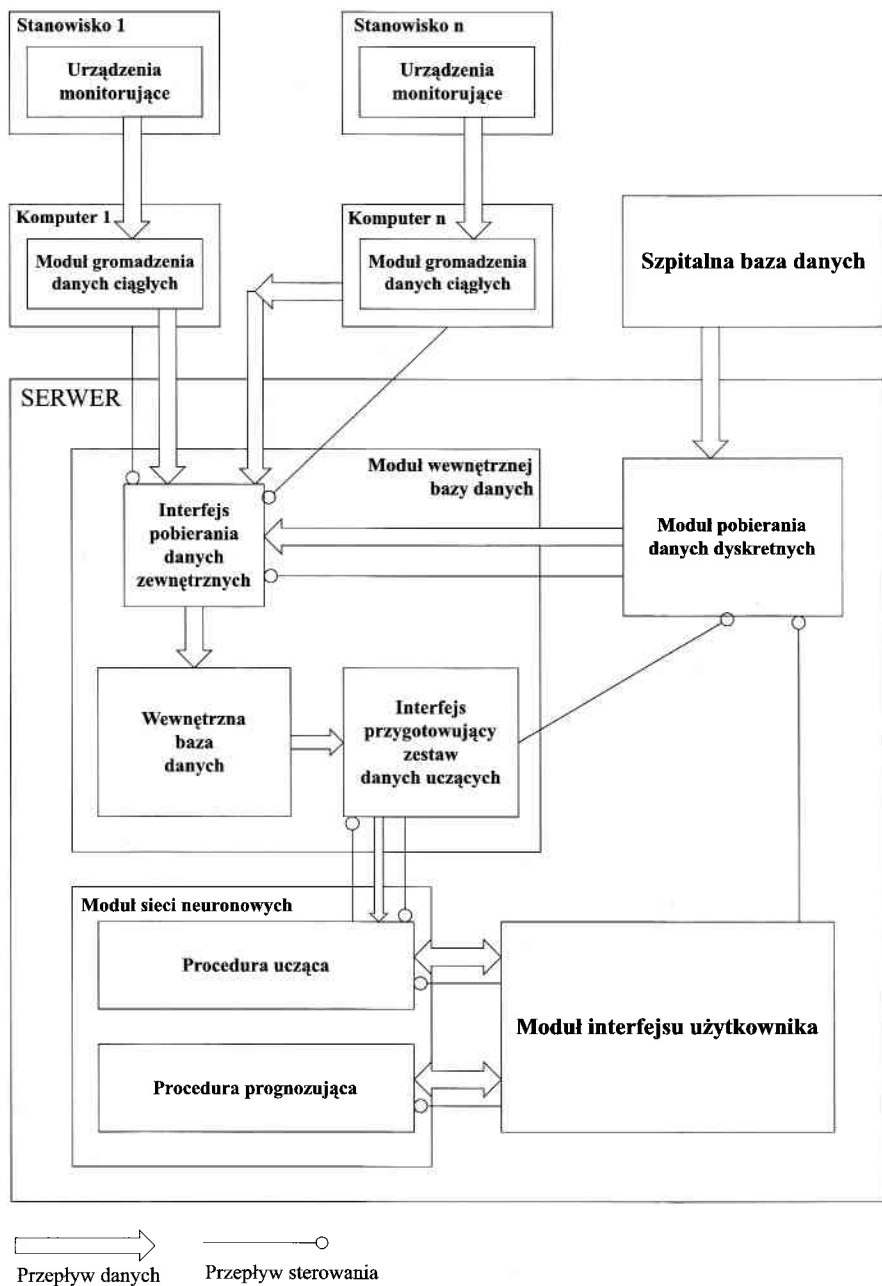 Stanowisko 1
Urządzenia
monitorujące
Stanowisko n
Urządzenia
monitorujące
Komputer 1
Moduł gromadzenia
danych ciągłych
Komputer n
Moduł gromadzenia
danych ciągłych
Szpitalna baza danych
SERWER
Moduł wewnętrznej
bazy danych
Interfejs
pobierania
danych
zewnętrznych
Moduł pobierania
danych dyskretnych
Wewnętrzna
baza
danych
Interfejs
przygotowujący
zestaw
danych uczących
Moduł sieci neuronowych
Procedura ucząca
Procedura prognozująca
Moduł interfejsu użytkownika
Przepływ danych
Przepływ sterowania